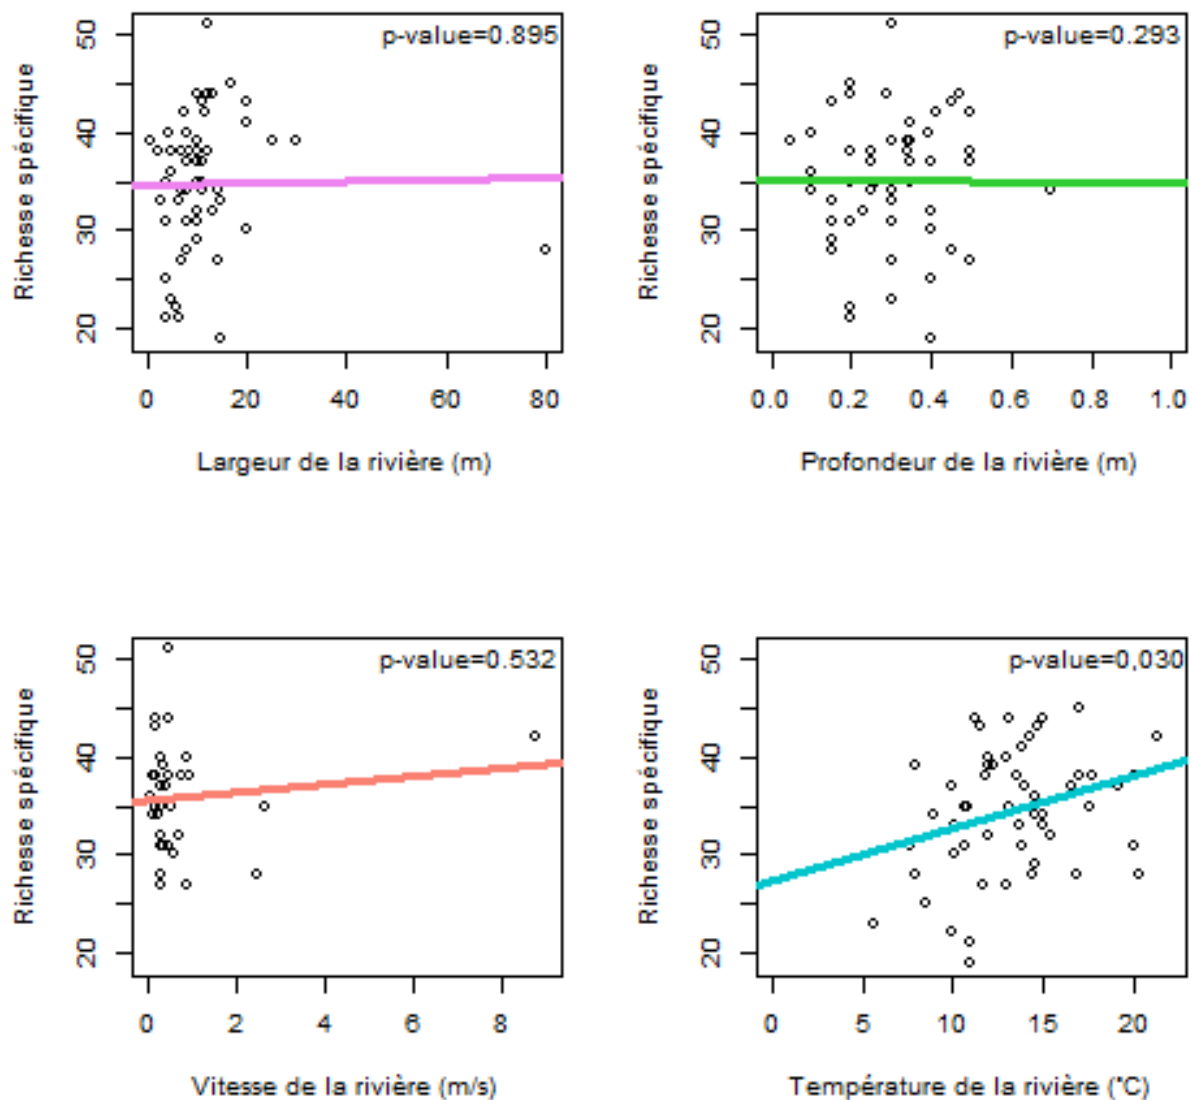 p-value=0.895
Richesse spécifique
50
40
30
20
0 20 40 60 80
Largeur de la rivière (m)
p-value=0.293
Richesse spécifique
50
40
30
20
0.0 0.2 0.4 0.6 0.8 1.0
Profondeur de la rivière (m)
p-value=0.532
Richesse spécifique
50
40
30
20
0 2 4 6 8
Vitesse de la rivière (m/s)
p-value=0,030
Richesse spécifique
50
40
30
20
0 5 10 15 20
Température de la rivière (°C)